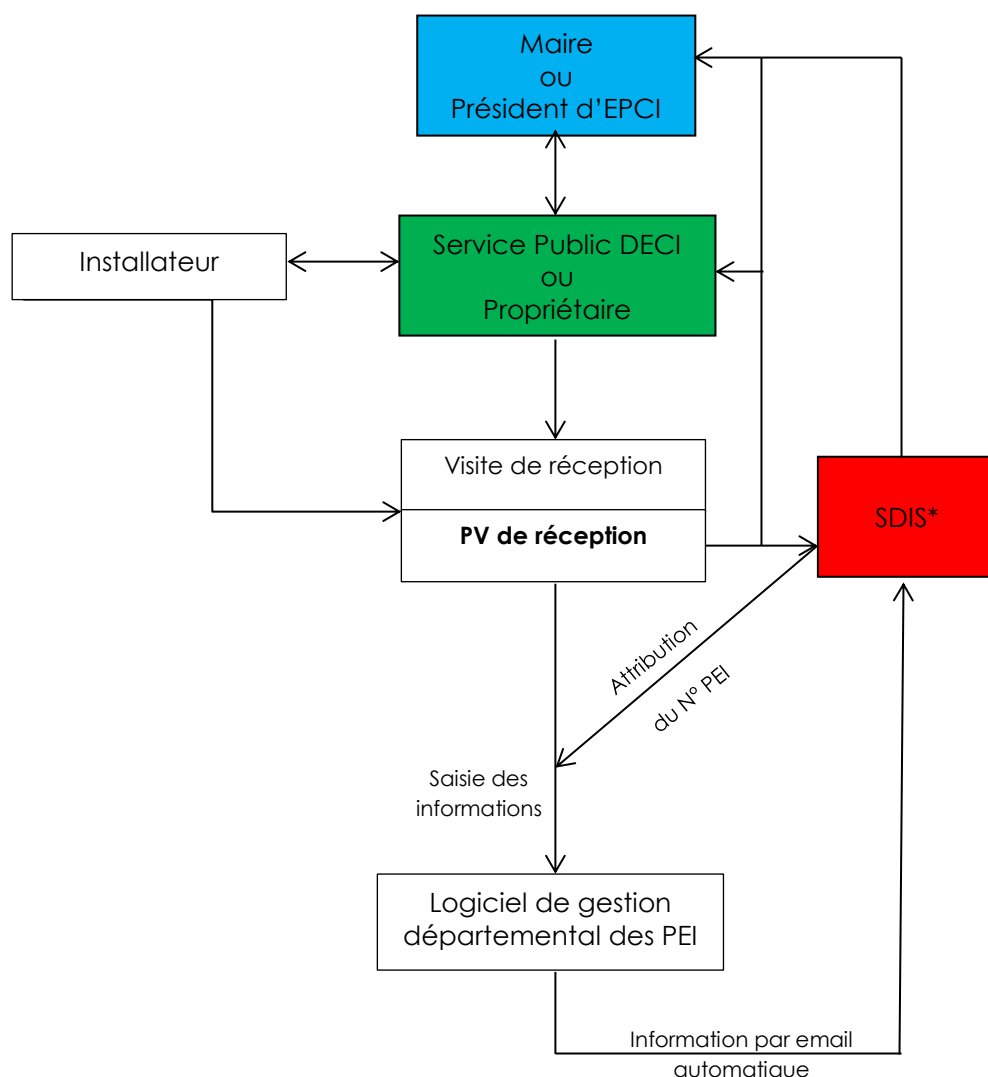 Maire
ou
Président d'EPCI
Installateur
Service Public DECI
ou
Propriétaire
Visite de réception
PV de réception
SDIS*
Attribution
du N° PEI
Saisie des
informations
Logiciel de gestion
départemental des PEI
Information par email
automatique